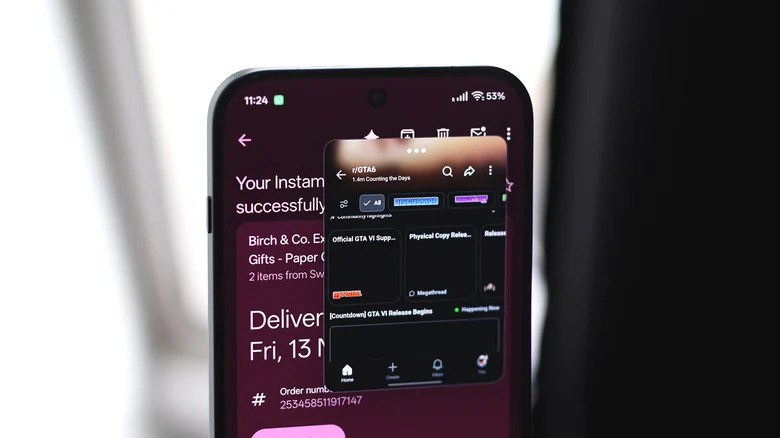 11:24
53%
Your Instam
successfully
Birch & Co. Ex
Gifts - Paper
2 items from Sw
Deliver
Fri, 13
Order numb
253458511917147
r/GTA6
1.4m Counting the Days
All
Community highlights
Official GTA VI Supp...
Physical Copy Relea...
Release
Megathread
[Countdown] GTA VI Release Begins
Happening Now
Home
Create
Inbox
You